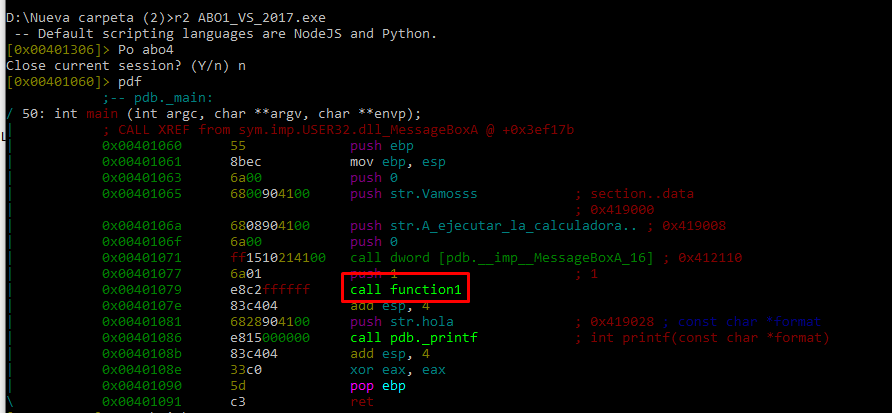 D:\Nueva carpeta (2)>r2 ABO1_VS_2017.exe
-- Default scripting languages are NodeJS and Python.
[0x00401306]> Po abo4
Close current session? (Y/n) n
[0x00401060]> pdf
;-- pdb._main:
/ 50: int main (int argc, char **argv, char **envp);
| ; CALL XREF from sym.imp.USER32.dll_MessageBoxA @ +0x3ef17b
| 0x00401060 55 push ebp
| 0x00401061 8bec mov ebp, esp
| 0x00401063 6a00 push 0
| 0x00401065 6800904100 push str.Vamosss ; section..data
| ; 0x419000
| 0x0040106a 6808904100 push str.A_ejecutar_la_calculadora.. ; 0x419008
| 0x0040106f 6a00 push 0
| 0x00401071 ff1510214100 call dword [pdb.__imp__MessageBoxA_16] ; 0x412110
| 0x00401077 6a01 push 1 ; 1
| 0x00401079 e8c2ffffff call function1
| 0x0040107e 83c404 add esp, 4
| 0x00401081 6828904100 push str.hola ; 0x419028 ; const char *format
| 0x00401086 e815000000 call pdb._printf ; int printf(const char *format)
| 0x0040108b 83c404 add esp, 4
| 0x0040108e 33c0 xor eax, eax
| 0x00401090 5d pop ebp
\ 0x00401091 c3 ret